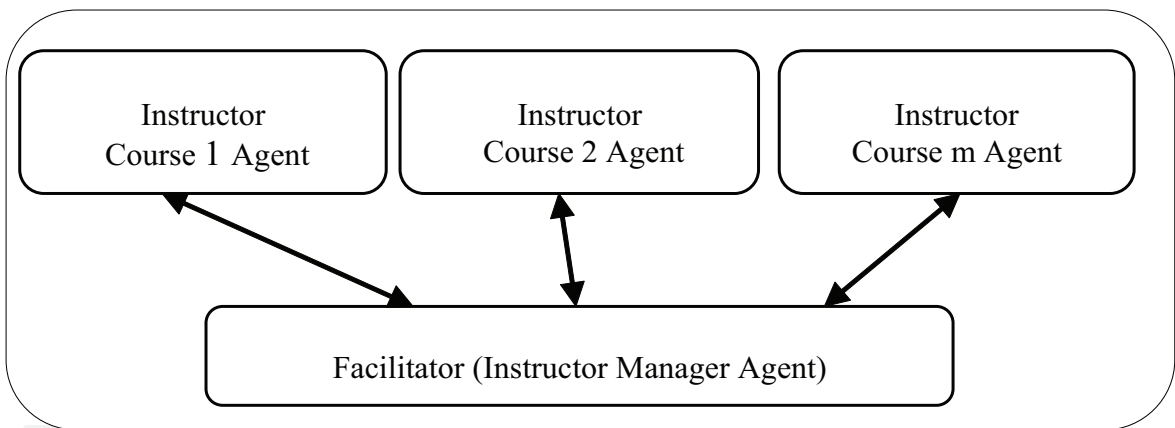 Instructor
Course 1 Agent
Instructor
Course 2 Agent
Instructor
Course m Agent
Facilitator (Instructor Manager Agent)